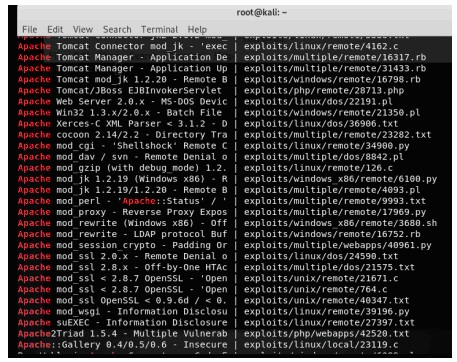 root@kali: ~
File Edit View Search Terminal Help
Apache Tomcat Connector mod_jk - 'exec | exploits/linux/remote/4162.c
Apache Tomcat Manager - Application De | exploits/multiple/remote/16317.rb
Apache Tomcat Manager - Application Up | exploits/multiple/remote/31433.rb
Apache Tomcat mod_jk 1.2.20 - Remote B | exploits/windows/remote/16798.rb
Apache Tomcat/JBoss EJBInvokerServlet | exploits/php/remote/28713.php
Apache Web Server 2.0.x - MS-DOS Devic | exploits/linux/dos/22191.pl
Apache Win32 1.3.x/2.0.x - Batch File | exploits/windows/remote/21350.pl
Apache Xerces-C XML Parser < 3.1.2 - D | exploits/linux/dos/36906.txt
Apache cocoon 2.14/2.2 - Directory Tra | exploits/multiple/remote/23282.txt
Apache mod_cgi - 'Shellshock' Remote C | exploits/linux/remote/34900.py
Apache mod_dav / svn - Remote Denial o | exploits/multiple/dos/8842.pl
Apache mod_gzip (with debug_mode) 1.2. | exploits/linux/remote/126.c
Apache mod_jk 1.2.19 (Windows x86) - R | exploits/windows_x86/remote/6100.py
Apache mod_jk 1.2.19/1.2.20 - Remote B | exploits/multiple/remote/4093.pl
Apache mod_perl - 'Apache::Status' / ' | exploits/multiple/remote/9993.txt
Apache mod_proxy - Reverse Proxy Expos | exploits/multiple/remote/17969.py
Apache mod_rewrite (Windows x86) - Off | exploits/windows_x86/remote/3680.sh
Apache mod_rewrite - LDAP protocol Buf | exploits/windows/remote/16752.rb
Apache mod_session_crypto - Padding Or | exploits/multiple/webapps/40961.py
Apache mod_ssl 2.0.x - Remote Denial o | exploits/linux/dos/24590.txt
Apache mod_ssl 2.8.x - Off-by-One HTAc | exploits/multiple/dos/21575.txt
Apache mod_ssl < 2.8.7 OpenSSL - 'Open | exploits/unix/remote/21671.c
Apache mod_ssl < 2.8.7 OpenSSL - 'Open | exploits/unix/remote/764.c
Apache mod_ssl OpenSSL < 0.9.6d / < 0. | exploits/unix/remote/40347.txt
Apache mod_wsgi - Information Disclosu | exploits/linux/remote/39196.py
Apache suEXEC - Information Disclosure | exploits/linux/remote/27397.txt
Apache2Triad 1.5.4 - Multiple Vulnerab | exploits/php/webapps/42520.txt
Apache::Gallery 0.4/0.5/0.6 - Insecure | exploits/linux/local/23119.c